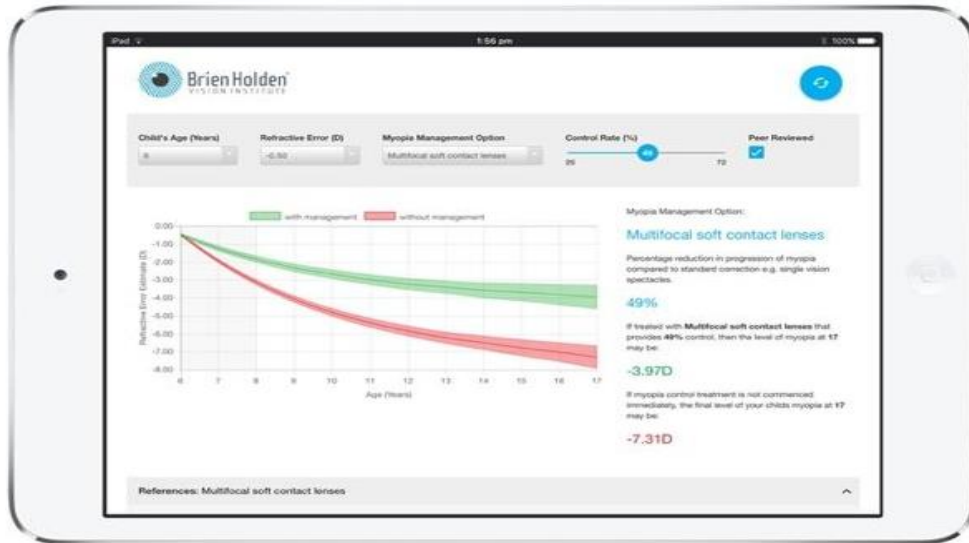 iPad
1:56 pm
100%
Brien Holden
VISION INSTITUTE
Child's Age (Years)
Refractive Error (D)
Myopia Management Option
Control Rate (%)
Peer Reviewed
6
-0.50
Multifocal soft contact lenses
49
25
72
with management
without management
0.00
-1.00
-2.00
-3.00
-4.00
-5.00
-6.00
-7.00
-8.00
Refractive Error Estimate (D)
6 7 8 9 10 11 12 13 14 15 16 17
Age (Years)
Myopia Management Option:
Multifocal soft contact lenses
Percentage reduction in progression of myopia
compared to standard correction e.g. single vision
spectacles.
49%
If treated with Multifocal soft contact lenses that
provides 49% control, then the level of myopia at 17
may be:
-3.97D
If myopia control treatment is not commenced
immediately, the final level of your childs myopia at 17
may be:
-7.31D
References: Multifocal soft contact lenses